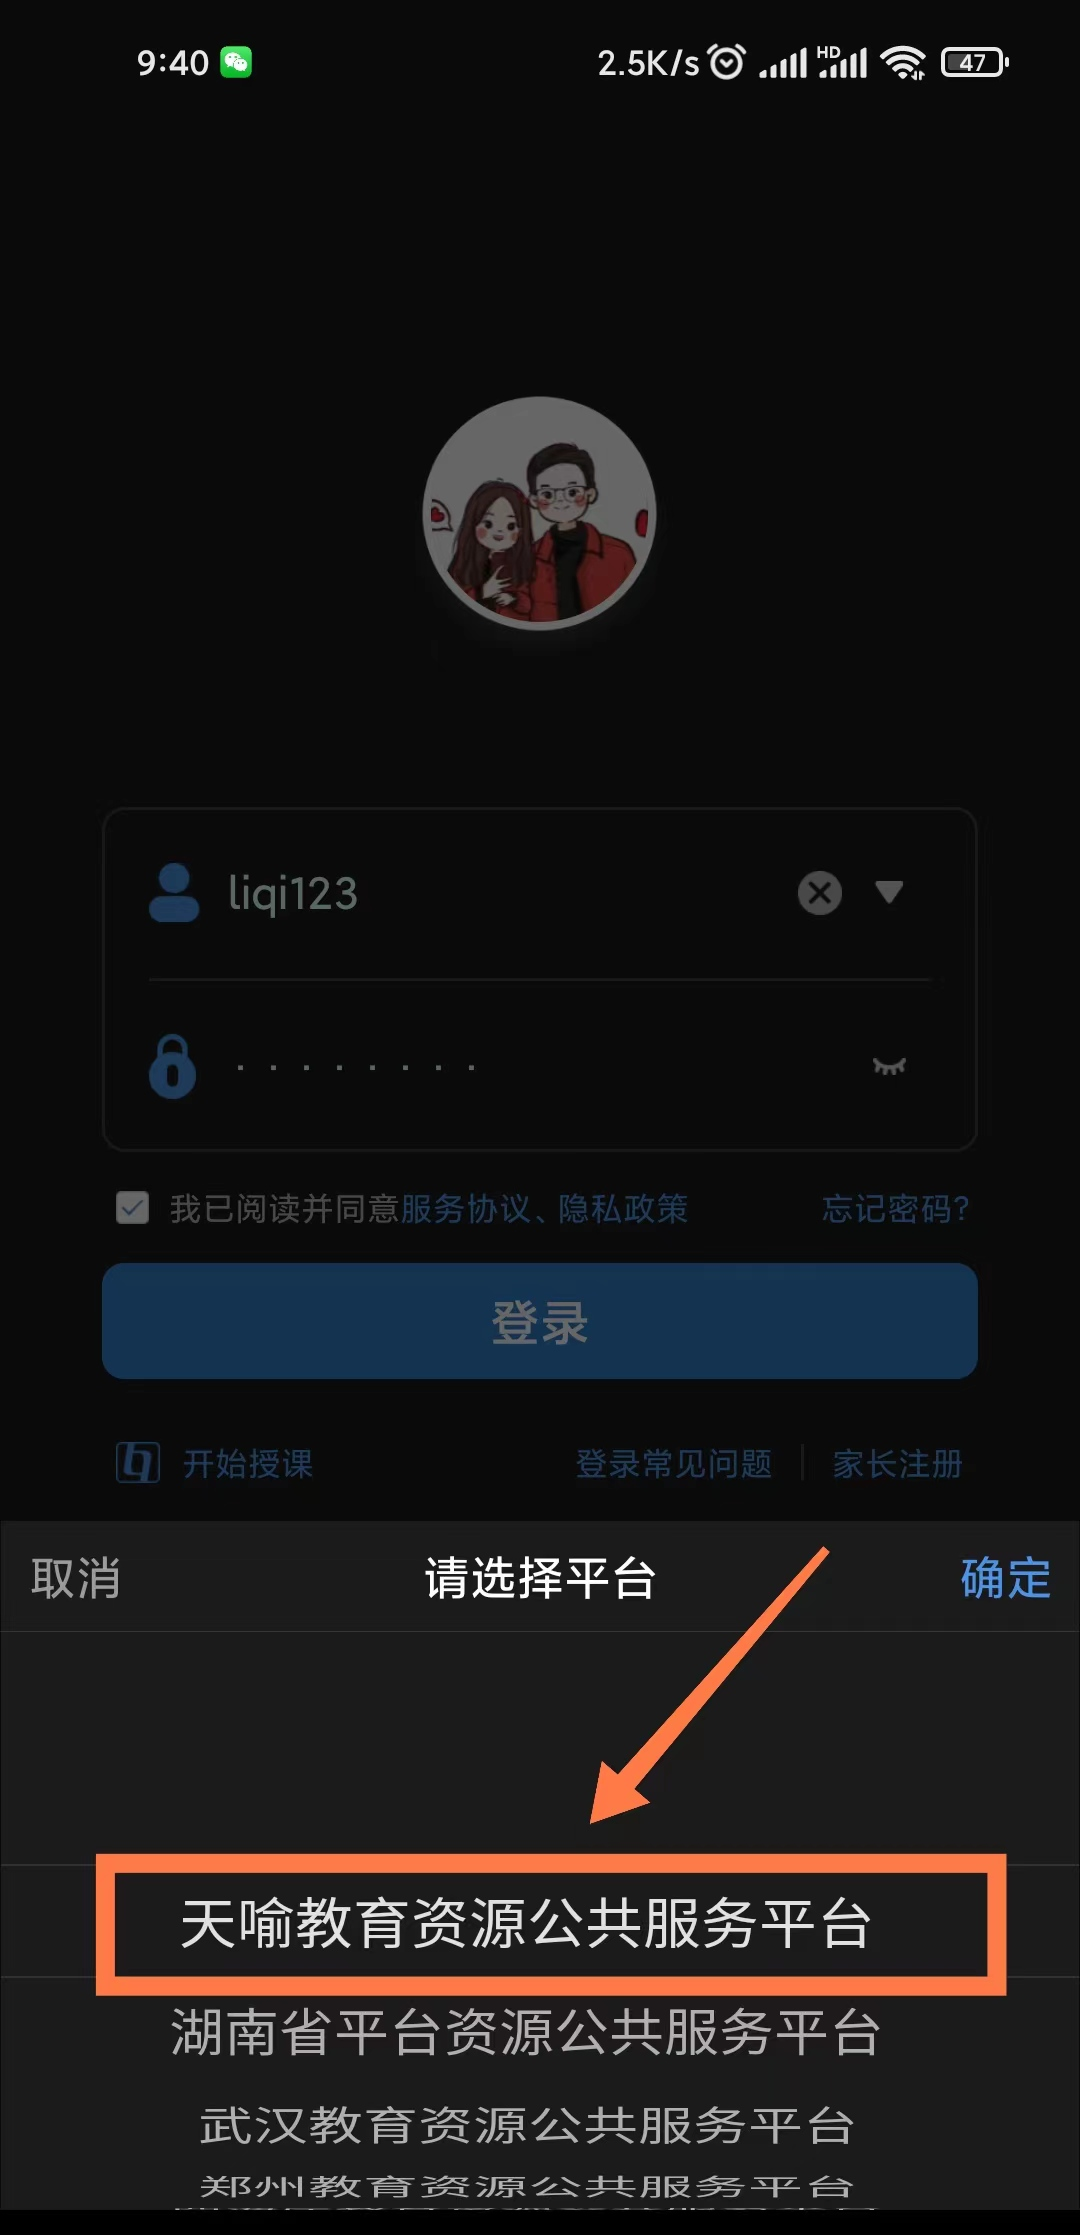 9:40 2.5K/s HD 47
liqi123
我已阅读并同意服务协议、隐私政策 忘记密码?
登录
开始授课 登录常见问题 家长注册
取消 请选择平台 确定
天喻教育资源公共服务平台
湖南省平台资源公共服务平台
武汉教育资源公共服务平台
郑州教育资源公共服务平台